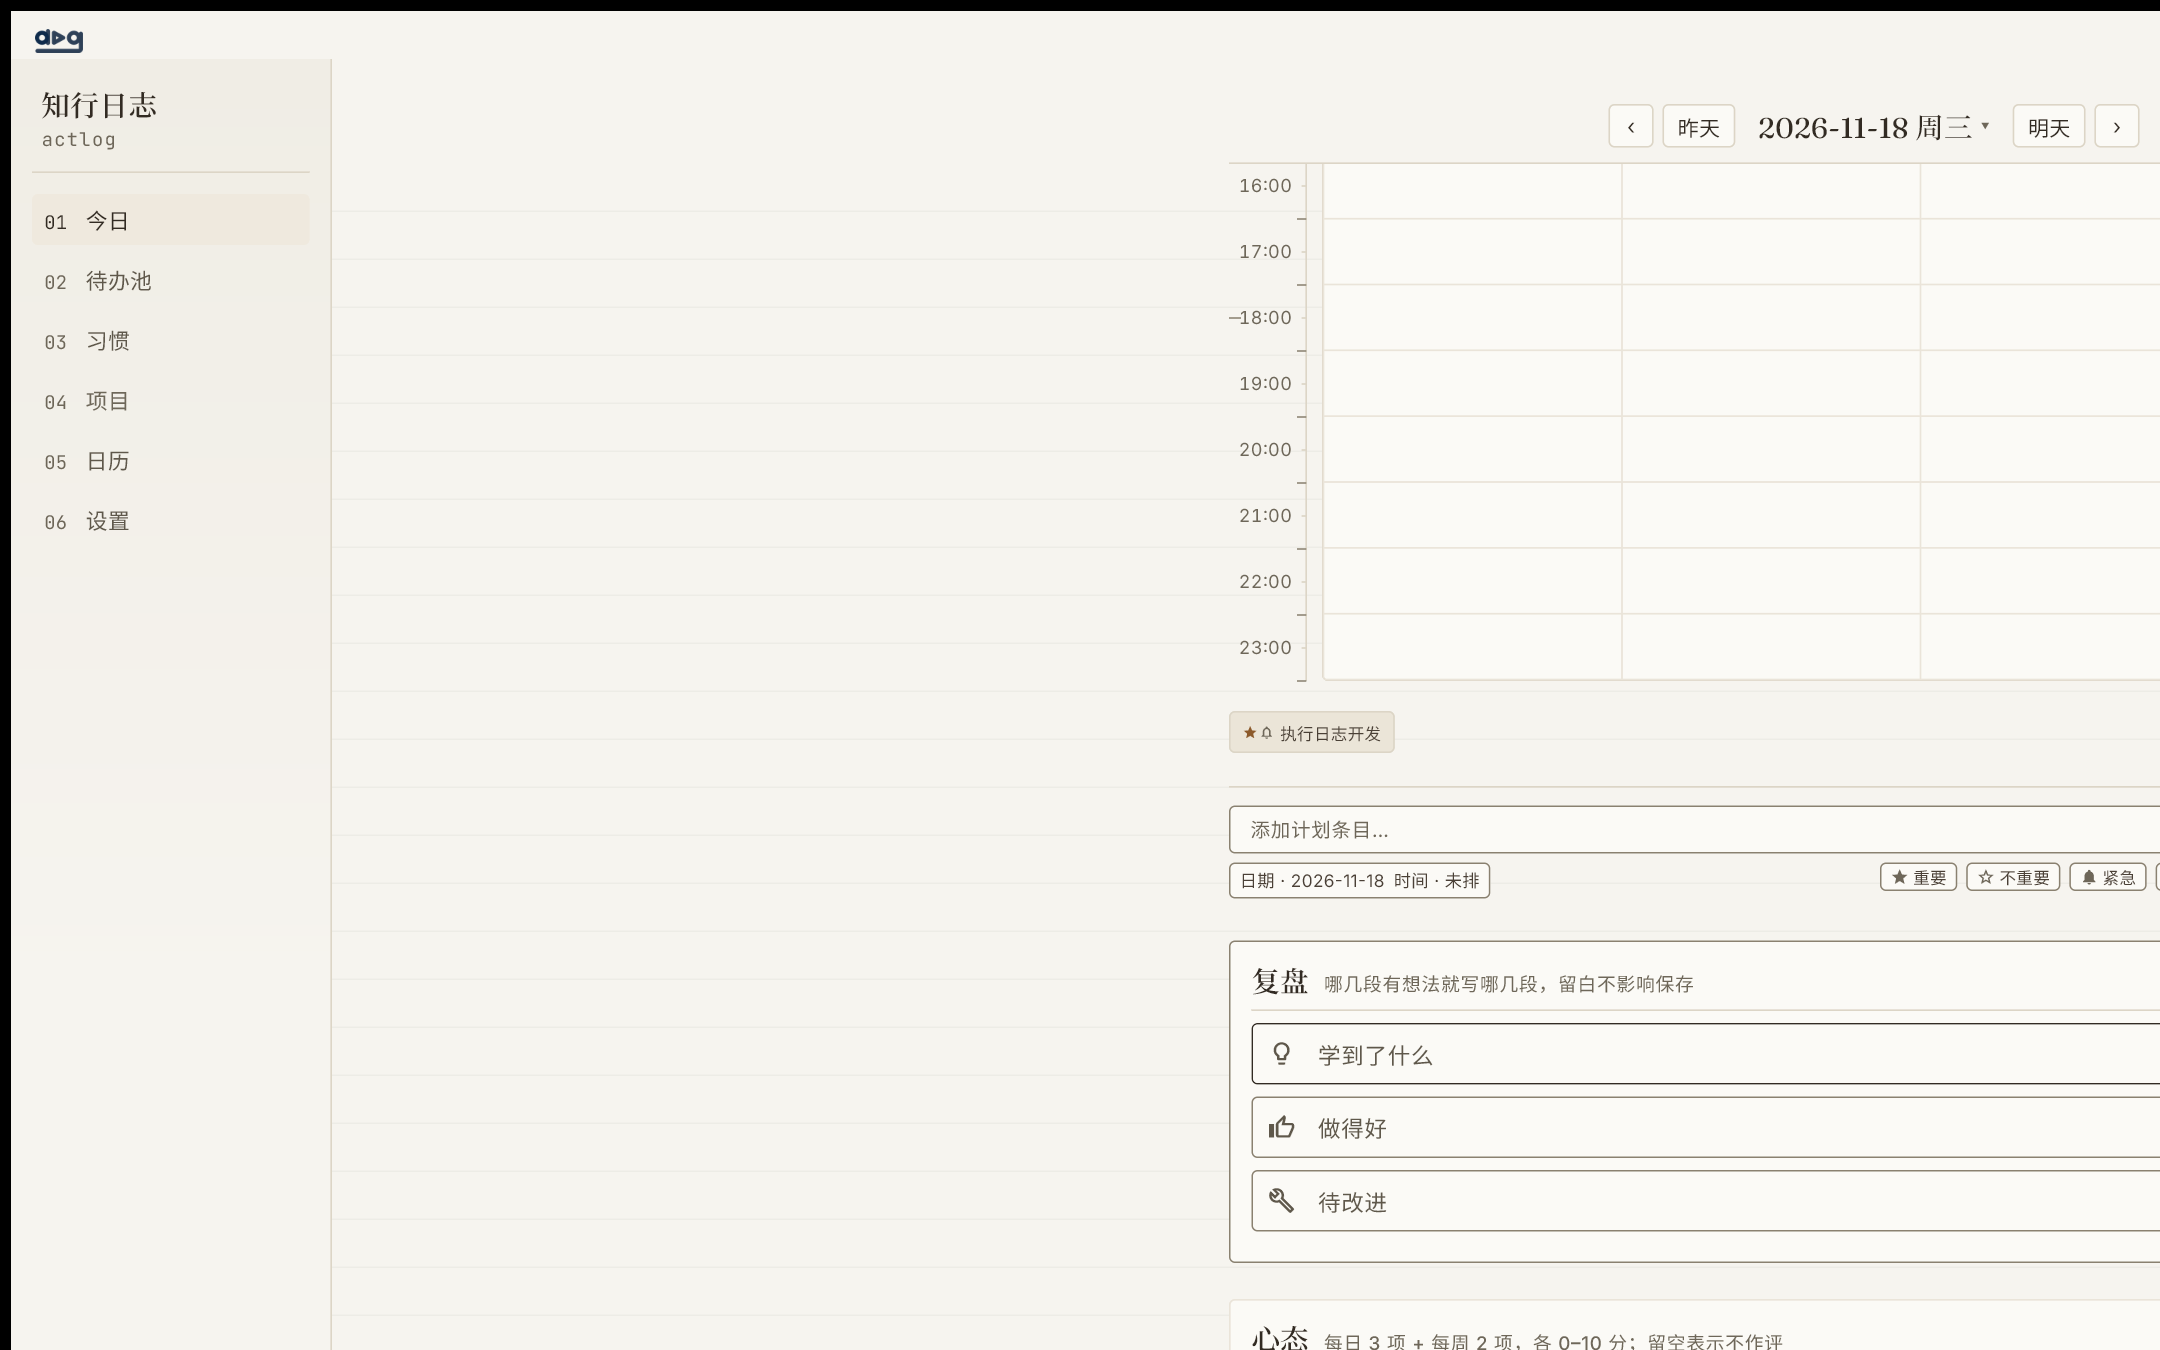 知行日志
actlog
01 今日
02 待办池
03 习惯
04 项目
05 日历
06 设置
‹ 昨天 2026-11-18 周三 ▾ 明天 ›
16:00
17:00
18:00
19:00
20:00
21:00
22:00
23:00
执行日志开发
添加计划条目...
日期 · 2026-11-18 时间 · 未排
重要 不重要 紧急
复盘 哪几段有想法就写哪几段，留白不影响保存
学到了什么
做得好
待改进
心态 每日 3 项 + 每周 2 项，各 0–10 分；留空表示不作评